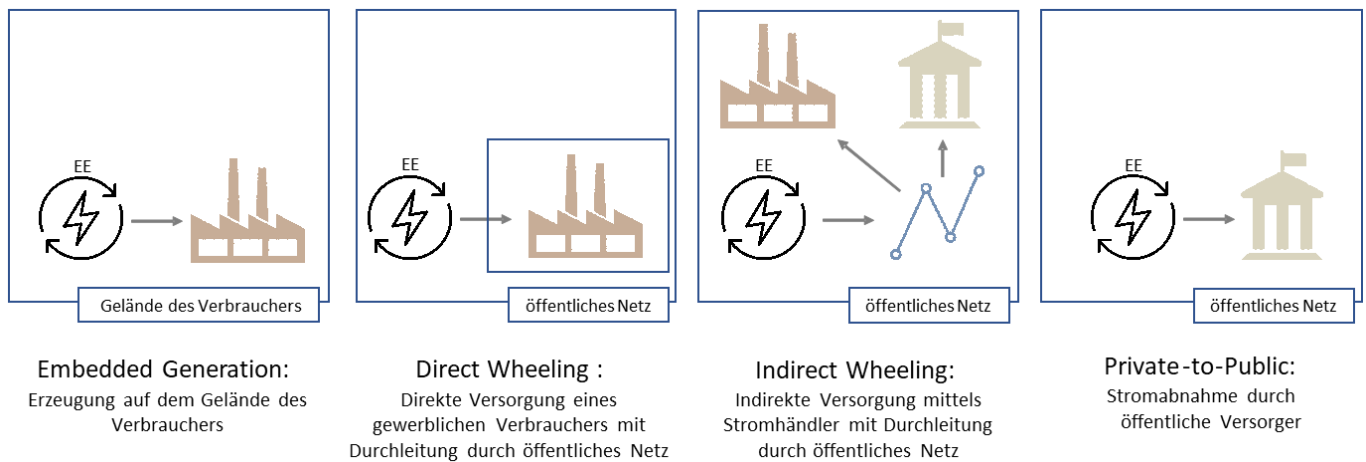 EE
Gelände des Verbrauchers
Embedded Generation:
Erzeugung auf dem Gelände des
Verbrauchers
EE
öffentliches Netz
Direct Wheeling :
Direkte Versorgung eines
gewerblichen Verbrauchers mit
Durchleitung durch öffentliches Netz
EE
öffentliches Netz
Indirect Wheeling:
Indirekte Versorgung mittels
Stromhändler mit Durchleitung
durch öffentliches Netz
EE
öffentliches Netz
Private-to-Public:
Stromabnahme durch
öffentliche Versorger